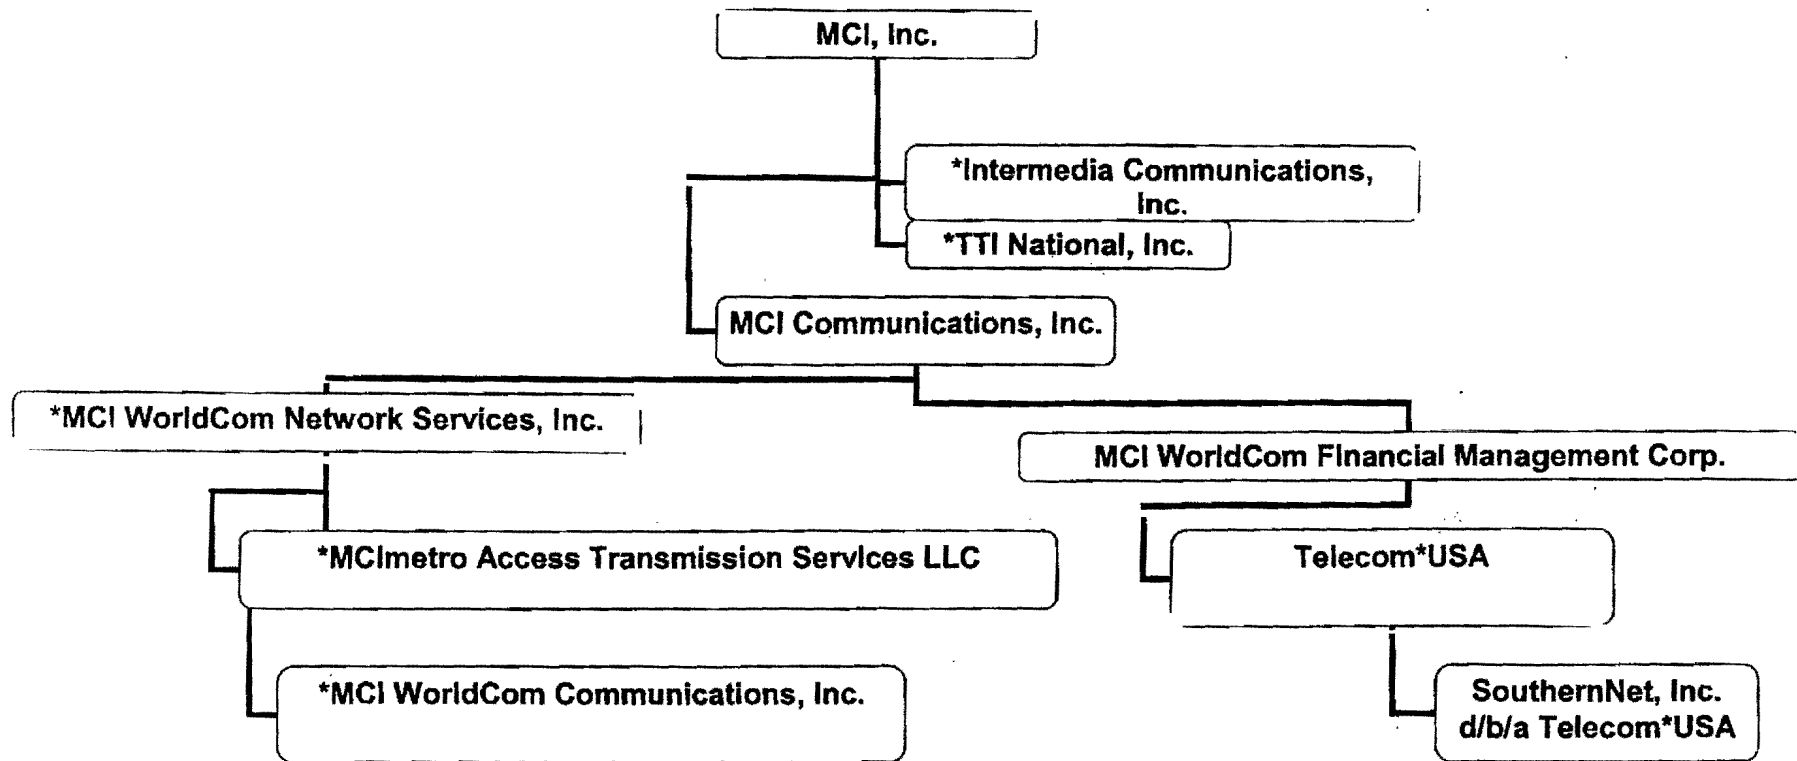 MCI, Inc.
*Intermedia Communications,
Inc.
*TTI National, Inc.
MCI Communications, Inc.
*MCI WorldCom Network Services, Inc.
MCI WorldCom Financial Management Corp.
*MCImetro Access Transmission Services LLC
Telecom*USA
*MCI WorldCom Communications, Inc.
SouthernNet, Inc.
d/b/a Telecom*USA